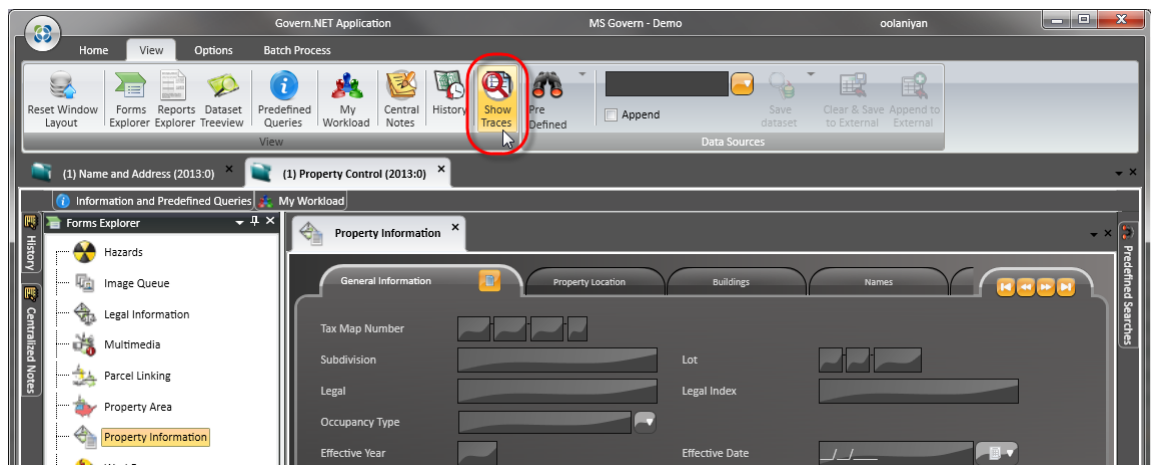 Govern.NET Application MS Govern - Demo oolaniyan
Home View Options Batch Process
Reset Window Layout
Forms Explorer
Reports Explorer
Dataset Treeview
Predefined Queries
My Workload
Central Notes
History
Show Traces
Pre Defined
Append
Save dataset
Clear & Save to External
Append to External
View Data Sources
(1) Name and Address (2013:0) (1) Property Control (2013:0)
Information and Predefined Queries My Workload
History
Centralized Notes
Forms Explorer
Hazards
Image Queue
Legal Information
Multimedia
Parcel Linking
Property Area
Property Information
Property Information
General Information Property Location Buildings Names
Tax Map Number
Subdivision Lot
Legal Legal Index
Occupancy Type
Effective Year Effective Date __/__/____
Predefined Searches